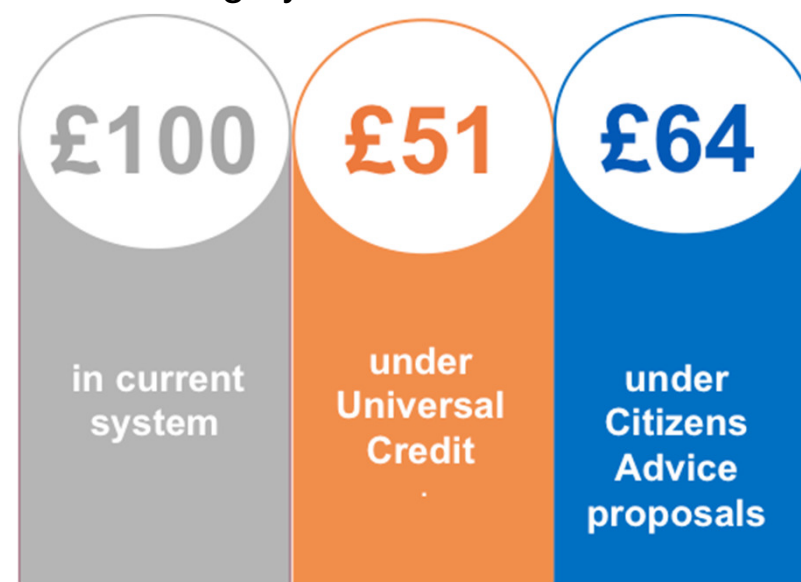 £100
in current
system
£51
under
Universal
Credit
.
£64
under
Citizens
Advice
proposals